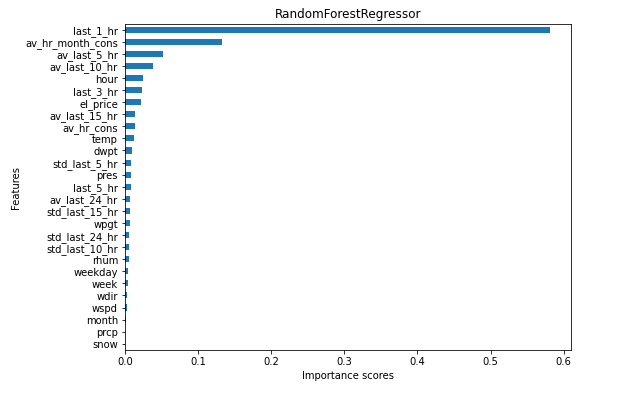 RandomForestRegressor
last_1_hr
av_hr_month_cons
av_last_5_hr
av_last_10_hr
hour
last_3_hr
el_price
av_last_15_hr
av_hr_cons
temp
dwpt
std_last_5_hr
pres
last_5_hr
av_last_24_hr
std_last_15_hr
wpgt
std_last_24_hr
std_last_10_hr
rhum
weekday
week
wdir
wspd
month
prcp
snow
Features
0.0 0.1 0.2 0.3 0.4 0.5 0.6
Importance scores